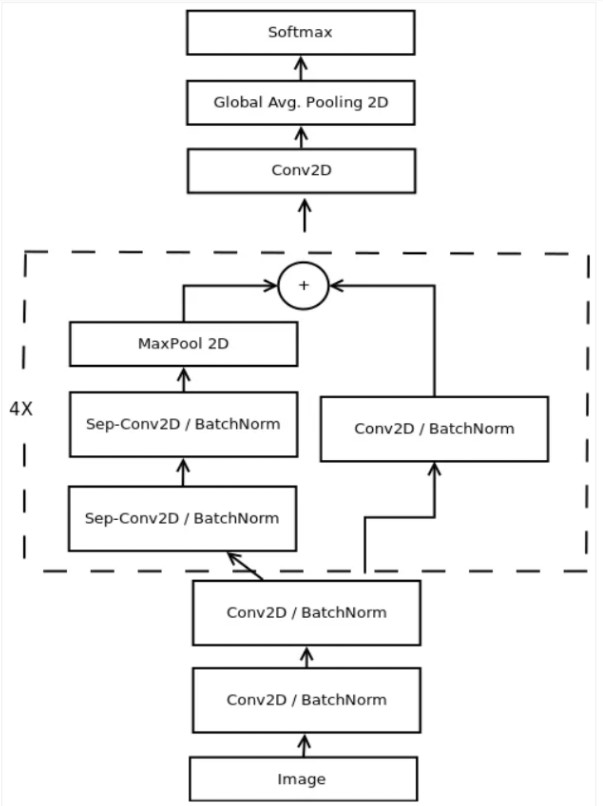 Softmax
Global Avg. Pooling 2D
Conv2D
+
MaxPool 2D
4X
Sep-Conv2D / BatchNorm
Conv2D / BatchNorm
Sep-Conv2D / BatchNorm
Conv2D / BatchNorm
Conv2D / BatchNorm
Image